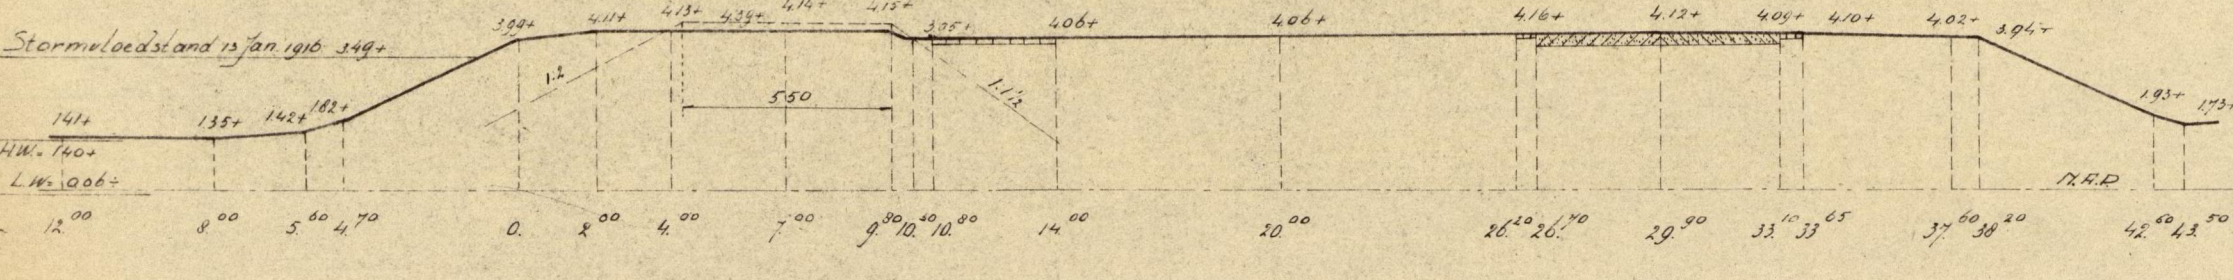 3.99+ 4.11+ 4.13+ 4.39+ 4.14+ 4.15+ 3.95+ 4.06+ 4.06+ 4.16+ 4.12+ 4.09+ 4.10+ 4.02+ 3.94+
Stormvloedstand 13 Jan. 1916 3.49+
1:2
1:1½
5.50
1.41+ 1.35+ 1.42+ 1.82+ 1.93+ 1.73+
HW= 1.40+
L.W= 0.06÷
N.A.P.
12.00 8.00 5.60 4.70 0. 2.00 4.00 7.00 9.80 10.80 14.00 20.00 26.20 26.70 29.90 33.10 33.65 37.60 38.20 42.60 43.50